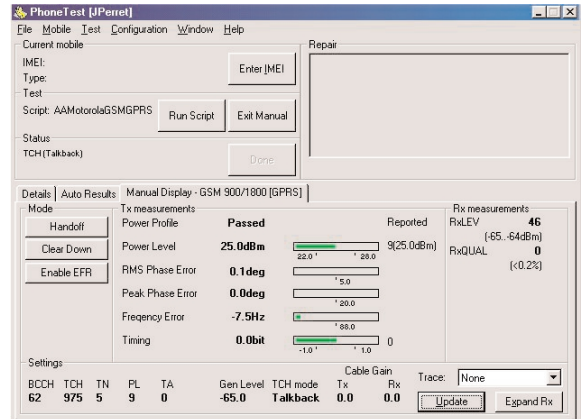 PhoneTest [JPerret]
File Mobile Test Configuration Window Help
Current mobile
IMEI:
Type:
Enter IMEI
Test
Script: AAMotorolaGSMGPRS
Run Script
Exit Manual
Status
TCH (Talkback)
Done
Repair
Details Auto Results Manual Display - GSM 900/1800 [GPRS]
Mode
Handoff
Clear Down
Enable EFR
Tx measurements
Power Profile Passed Reported
Power Level 25.0dBm 22.0 ' ' 28.0 9(25.0dBm)
RMS Phase Error 0.1deg ' 5.0
Peak Phase Error 0.0deg ' 20.0
Freqency Error -7.5Hz ' 88.0
Timing 0.0bit -1.0 ' ' 1.0 0
Rx measurements
RxLEV 46
(-65..-64dBm)
RxQUAL 0
(<0.2%)
Settings
BCCH TCH TN PL TA Gen Level TCH mode Cable Gain Tx Rx
62 975 5 9 0 -65.0 Talkback 0.0 0.0
Trace: None
Update Expand Rx